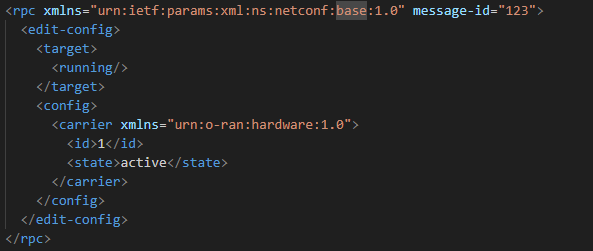 <rpc xmlns="urn:ietf:params:xml:ns:netconf:base:1.0" message-id="123">
  <edit-config>
    <target>
      <running/>
    </target>
    <config>
      <carrier xmlns="urn:o-ran:hardware:1.0">
        <id>1</id>
        <state>active</state>
      </carrier>
    </config>
  </edit-config>
</rpc>